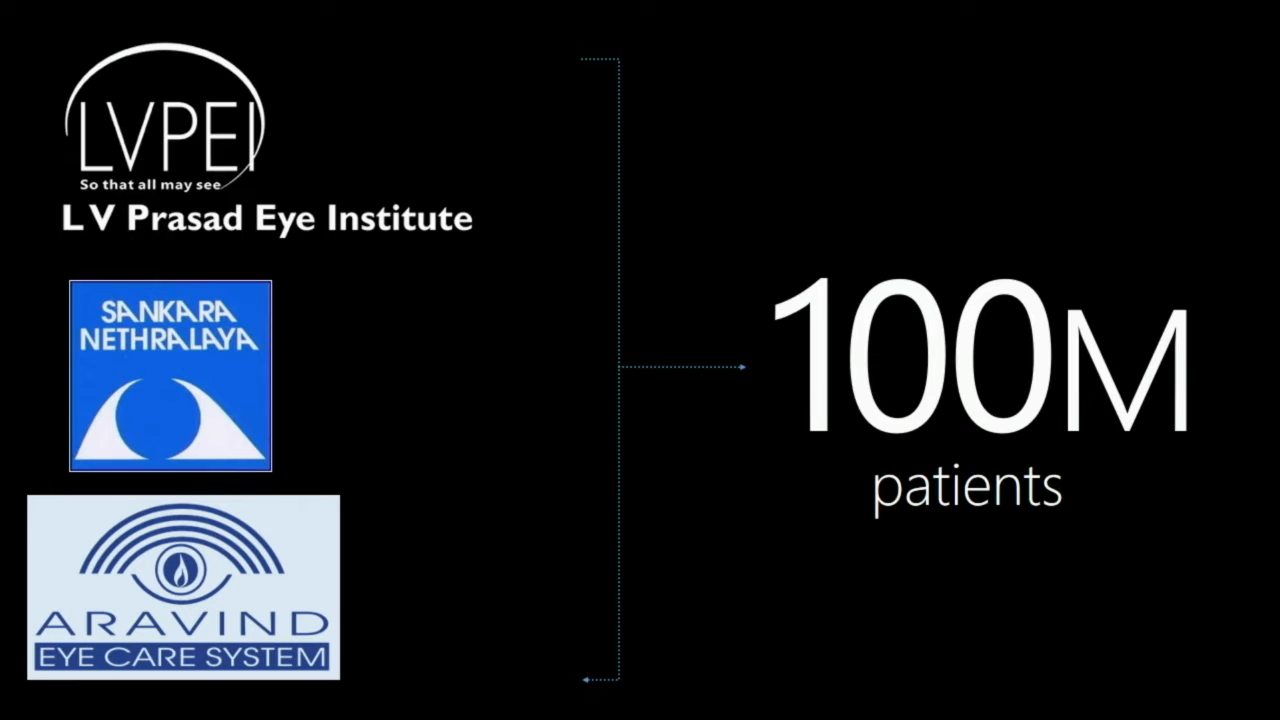 LVPEI
So that all may see
L V Prasad Eye Institute
SANKARA
NETHRALAYA
ARAVIND
EYE CARE SYSTEM
100M
patients